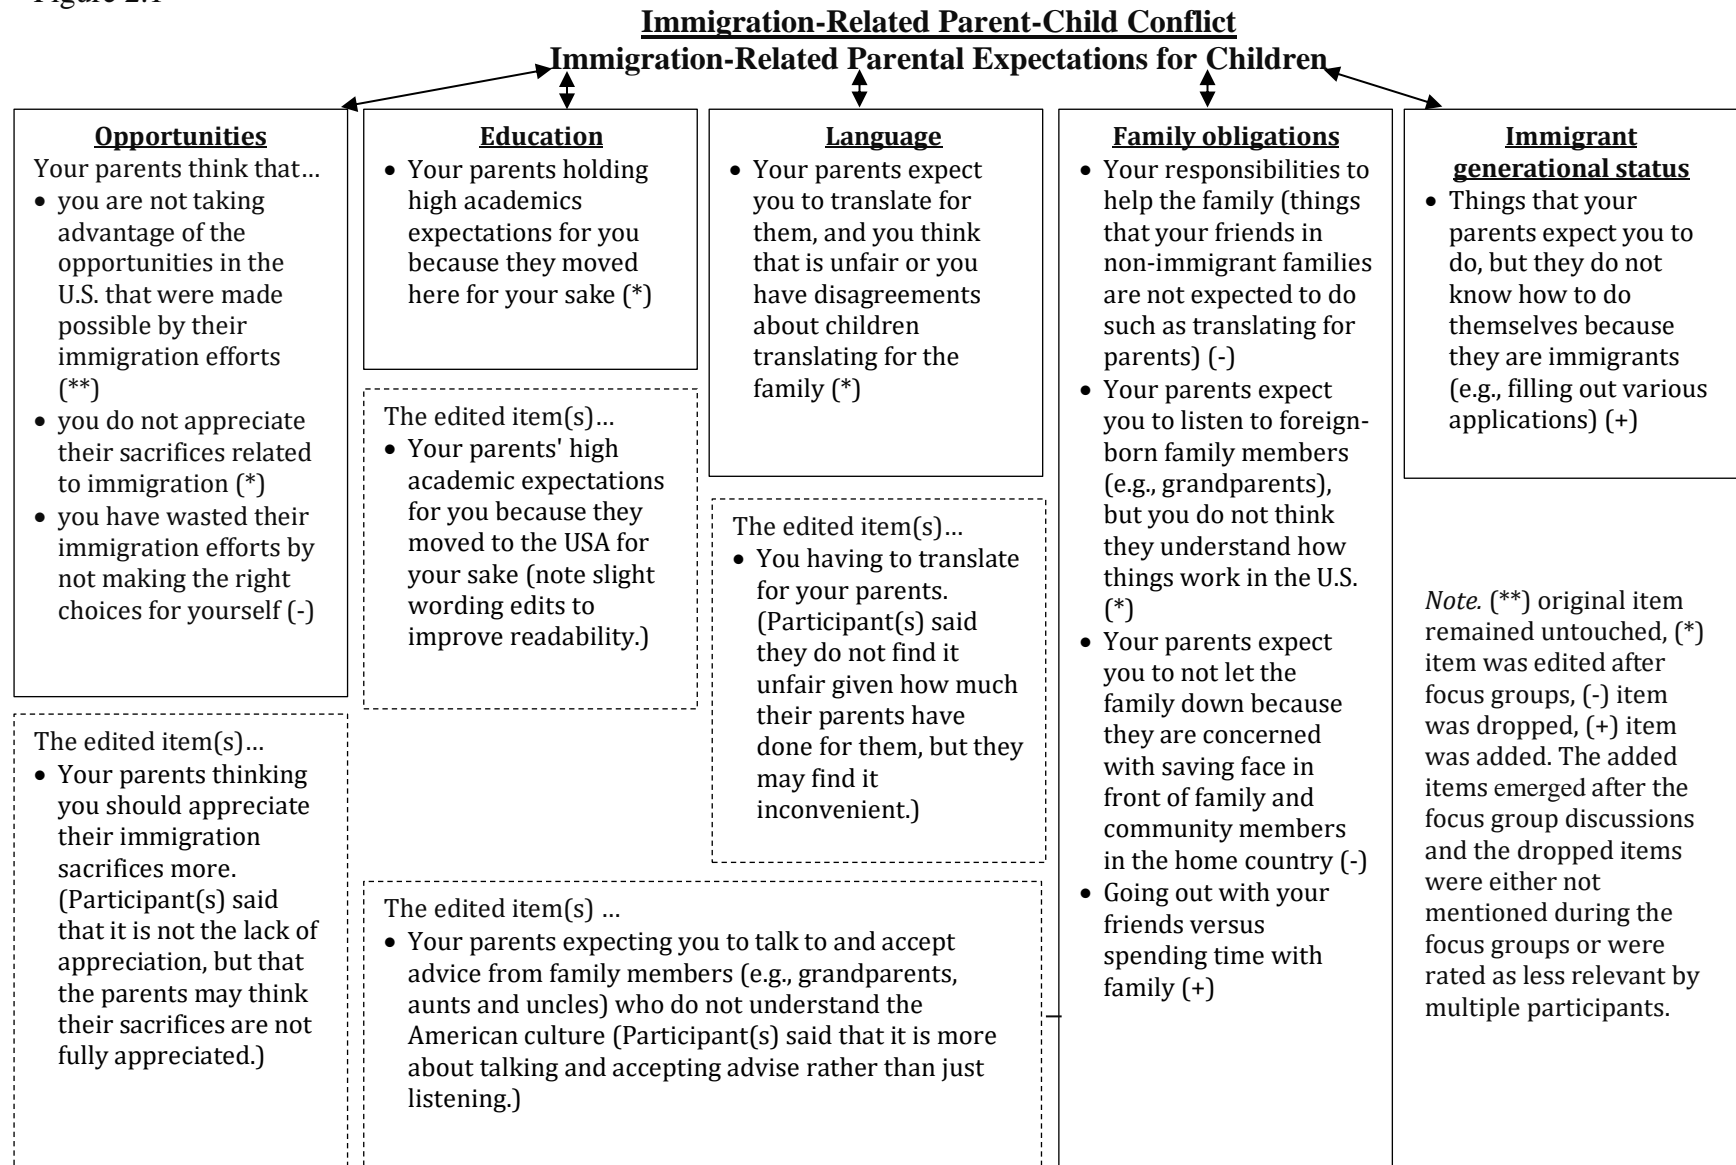 Figure 2.1
Immigration-Related Parent-Child Conflict
Immigration-Related Parental Expectations for Children
Opportunities
Your parents think that…
• you are not taking
advantage of the
opportunities in the
U.S. that were made
possible by their
immigration efforts
(**)
• you do not appreciate
their sacrifices related
to immigration (*)
• you have wasted their
immigration efforts by
not making the right
choices for yourself (-)
The edited item(s)…
• Your parents thinking
you should appreciate
their immigration
sacrifices more.
(Participant(s) said
that it is not the lack of
appreciation, but that
the parents may think
their sacrifices are not
fully appreciated.)
Education
• Your parents holding
high academics
expectations for you
because they moved
here for your sake (*)
The edited item(s)…
• Your parents' high
academic expectations
for you because they
moved to the USA for
your sake (note slight
wording edits to
improve readability.)
Language
• Your parents expect
you to translate for
them, and you think
that is unfair or you
have disagreements
about children
translating for the
family (*)
The edited item(s)…
• You having to translate
for your parents.
(Participant(s) said
they do not find it
unfair given how much
their parents have
done for them, but they
may find it
inconvenient.)
The edited item(s) …
• Your parents expecting you to talk to and accept
advice from family members (e.g., grandparents,
aunts and uncles) who do not understand the
American culture (Participant(s) said that it is more
about talking and accepting advise rather than just
listening.)
Family obligations
• Your responsibilities to
help the family (things
that your friends in
non-immigrant families
are not expected to do
such as translating for
parents) (-)
• Your parents expect
you to listen to foreign-
born family members
(e.g., grandparents),
but you do not think
they understand how
things work in the U.S.
(*)
• Your parents expect
you to not let the
family down because
they are concerned
with saving face in
front of family and
community members
in the home country (-)
• Going out with your
friends versus
spending time with
family (+)
Immigrant
generational status
• Things that your
parents expect you to
do, but they do not
know how to do
themselves because
they are immigrants
(e.g., filling out various
applications) (+)
Note. (**) original item
remained untouched, (*)
item was edited after
focus groups, (-) item
was dropped, (+) item
was added. The added
items emerged after the
focus group discussions
and the dropped items
were either not
mentioned during the
focus groups or were
rated as less relevant by
multiple participants.